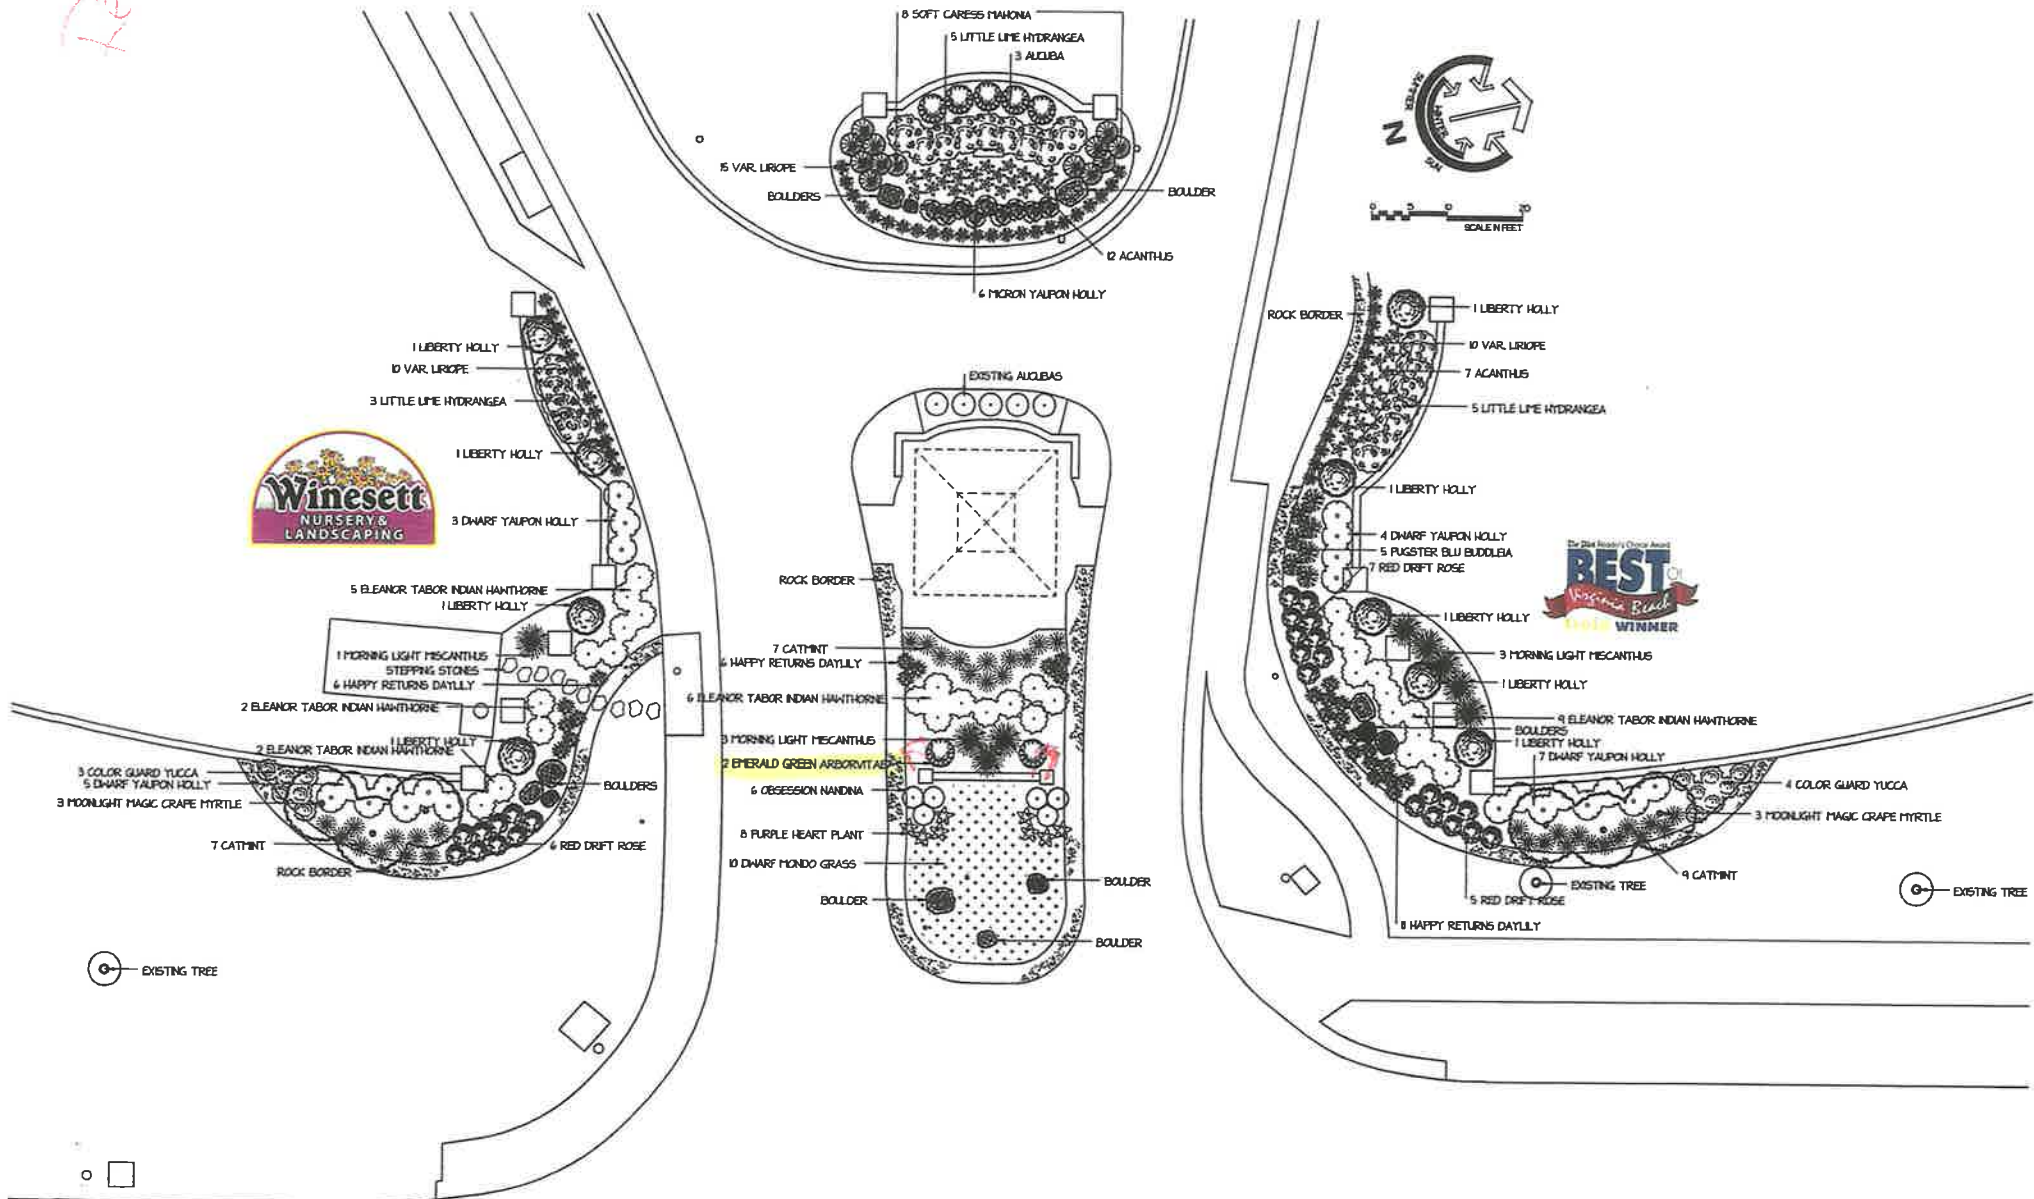 8 SOFT CARESS MAHONIA
5 LITTLE LIME HYDRANGEA
3 AUCUBA
15 VAR. LIRIOPE
BOULDERS
BOULDER
12 ACANTHUS
6 MICRON YAUPON HOLLY
SUMMER
WINTER
SUN
N
0 5 0 20
SCALE IN FEET
1 LIBERTY HOLLY
10 VAR. LIRIOPE
3 LITTLE LIME HYDRANGEA
1 LIBERTY HOLLY
3 DWARF YAUPON HOLLY
5 ELEANOR TABOR INDIAN HAWTHORNE
1 LIBERTY HOLLY
1 MORNING LIGHT MISCANTHUS
STEPPING STONES
6 HAPPY RETURNS DAYLILY
2 ELEANOR TABOR INDIAN HAWTHORNE
1 LIBERTY HOLLY
2 ELEANOR TABOR INDIAN HAWTHORNE
3 COLOR GUARD YUCCA
5 DWARF YAUPON HOLLY
3 MOONLIGHT MAGIC CRAPE MYRTLE
7 CATMINT
ROCK BORDER
BOULDERS
6 RED DRIFT ROSE
EXISTING TREE
Winesett
NURSERY &
LANDSCAPING
EXISTING AUCUBAS
ROCK BORDER
7 CATMINT
6 HAPPY RETURNS DAYLILY
6 ELEANOR TABOR INDIAN HAWTHORNE
3 MORNING LIGHT MISCANTHUS
2 EMERALD GREEN ARBORVITAE
6 OBSESSION NANDINA
8 PURPLE HEART PLANT
10 DWARF MONDO GRASS
BOULDER
BOULDER
BOULDER
ROCK BORDER
1 LIBERTY HOLLY
10 VAR. LIRIOPE
7 ACANTHUS
5 LITTLE LIME HYDRANGEA
1 LIBERTY HOLLY
4 DWARF YAUPON HOLLY
5 PUGSTER BLU BUDDLEIA
7 RED DRIFT ROSE
1 LIBERTY HOLLY
3 MORNING LIGHT MISCANTHUS
1 LIBERTY HOLLY
9 ELEANOR TABOR INDIAN HAWTHORNE
BOULDERS
1 LIBERTY HOLLY
7 DWARF YAUPON HOLLY
4 COLOR GUARD YUCCA
3 MOONLIGHT MAGIC CRAPE MYRTLE
9 CATMINT
EXISTING TREE
5 RED DRIFT ROSE
8 HAPPY RETURNS DAYLILY
EXISTING TREE
BEST
Of
Virginia Beach
WINNER